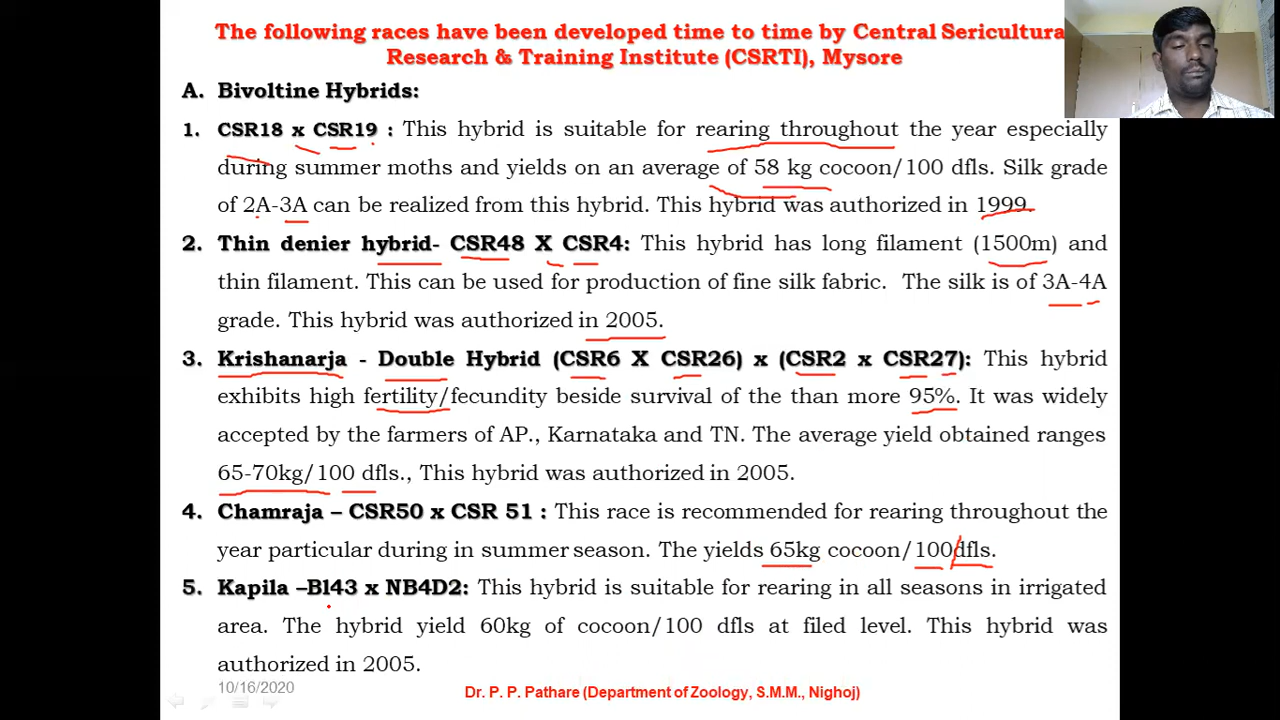 The following races have been developed time to time by Central Sericultura
Research & Training Institute (CSRTI), Mysore
A. Bivoltine Hybrids:
1. CSR18 x CSR19 : This hybrid is suitable for rearing throughout the year especially
during summer moths and yields on an average of 58 kg cocoon/100 dfls. Silk grade
of 2A-3A can be realized from this hybrid. This hybrid was authorized in 1999.
2. Thin denier hybrid- CSR48 X CSR4: This hybrid has long filament (1500m) and
thin filament. This can be used for production of fine silk fabric. The silk is of 3A-4A
grade. This hybrid was authorized in 2005.
3. Krishanarja - Double Hybrid (CSR6 X CSR26) x (CSR2 x CSR27): This hybrid
exhibits high fertility/fecundity beside survival of the than more 95%. It was widely
accepted by the farmers of AP., Karnataka and TN. The average yield obtained ranges
65-70kg/100 dfls., This hybrid was authorized in 2005.
4. Chamraja – CSR50 x CSR 51 : This race is recommended for rearing throughout the
year particular during in summer season. The yields 65kg cocoon/100dfls.
5. Kapila –Bl43 x NB4D2: This hybrid is suitable for rearing in all seasons in irrigated
area. The hybrid yield 60kg of cocoon/100 dfls at filed level. This hybrid was
authorized in 2005.
10/16/2020
Dr. P. P. Pathare (Department of Zoology, S.M.M., Nighoj)